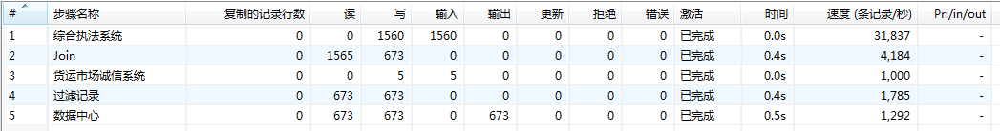 # 步骤名称 复制的记录行数 读 写 输入 输出 更新 拒绝 错误 激活 时间 速度 (条记录/秒) Pri/in/out
1 综合执法系统 0 0 1560 1560 0 0 0 0 已完成 0.0s 31,837 -
2 Join 0 1565 673 0 0 0 0 0 已完成 0.4s 4,184 -
3 货运市场诚信系统 0 0 5 5 0 0 0 0 已完成 0.0s 1,000 -
4 过滤记录 0 673 673 0 0 0 0 0 已完成 0.4s 1,785 -
5 数据中心 0 673 673 0 673 0 0 0 已完成 0.5s 1,292 -